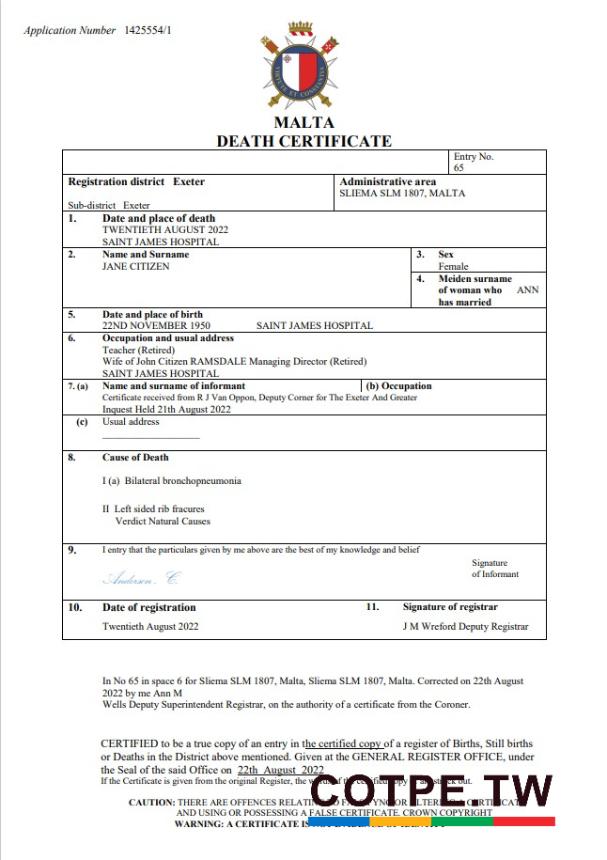 Application Number 1425554/1
VIRTUTE ET CONSTANTIA
MALTA
DEATH CERTIFICATE
Entry No.
65
Registration district Exeter
Sub-district Exeter
Administrative area
SLIEMA SLM 1807, MALTA
1. Date and place of death
TWENTIETH AUGUST 2022
SAINT JAMES HOSPITAL
2. Name and Surname
JANE CITIZEN
3. Sex
Female
4. Meiden surname
of woman who ANN
has married
5. Date and place of birth
22ND NOVEMBER 1950 SAINT JAMES HOSPITAL
6. Occupation and usual address
Teacher (Retired)
Wife of John Citizen RAMSDALE Managing Director (Retired)
SAINT JAMES HOSPITAL
7. (a) Name and surname of informant (b) Occupation
Certificate received from R J Van Oppon, Deputy Corner for The Exeter And Greater
Inquest Held 21th August 2022
(c) Usual address
8. Cause of Death
I (a) Bilateral bronchopneumonia
II Left sided rib fracures
Verdict Natural Causes
9. I entry that the particulars given by me above are the best of my knowledge and belief
Anderson . C.
Signature
of Informant
10. Date of registration
Twentieth August 2022
11. Signature of registrar
J M Wreford Deputy Registrar
In No 65 in space 6 for Sliema SLM 1807, Malta, Sliema SLM 1807, Malta. Corrected on 22th August
2022 by me Ann M
Wells Deputy Superintendent Registrar, on the authority of a certificate from the Coroner.
CERTIFIED to be a true copy of an entry in the certified copy of a register of Births, Still births
or Deaths in the District above mentioned. Given at the GENERAL REGISTER OFFICE, under
the Seal of the said Office on 22th August 2022
If the Certificate is given from the original Register, the of the certified copy are struck out.
COTPE.TW
CAUTION: THERE ARE OFFENCES RELATING
AND USING OR POSSESSING A FALSE CERTIFICATE. CROWN COPYRIGHT
WARNING: A CERTIFICATE IS